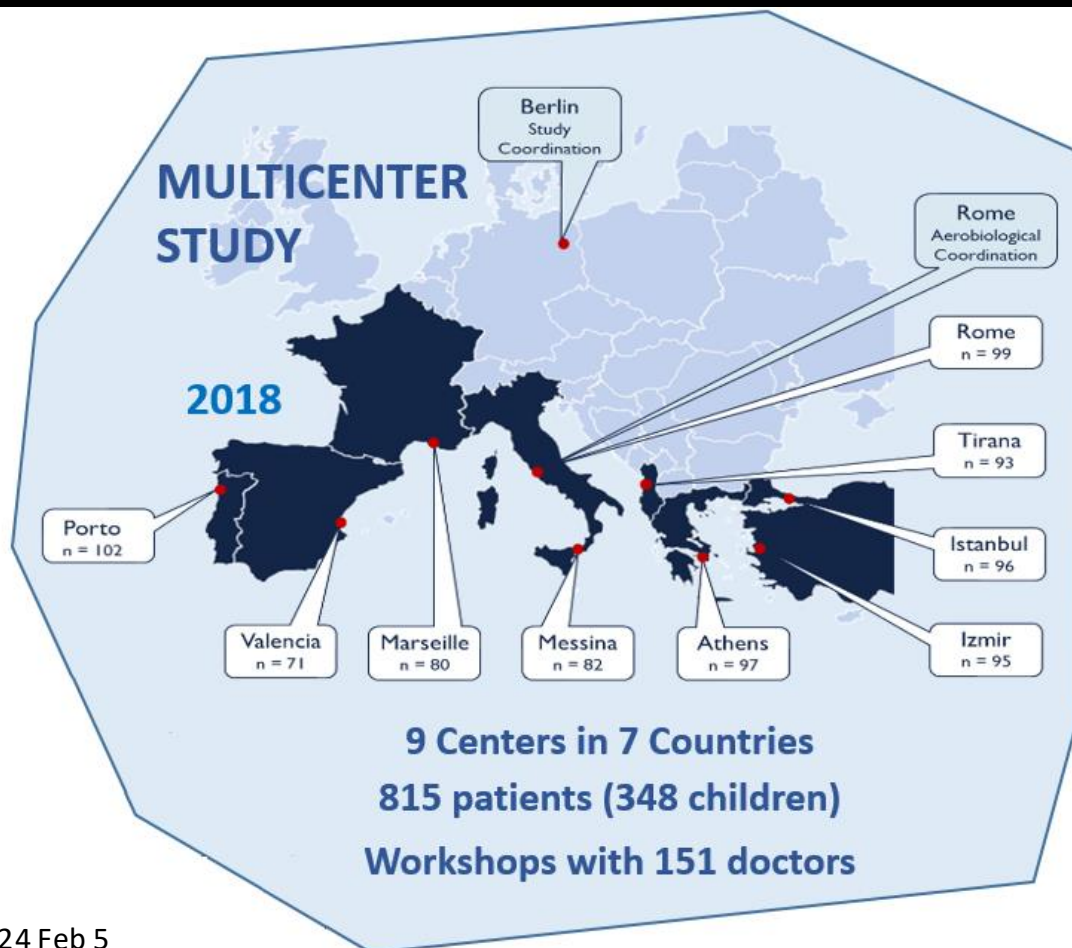 Berlin
Study
Coordination
MULTICENTER
STUDY
Rome
Aerobiological
Coordination
Rome
n = 99
2018
Tirana
n = 93
Porto
n = 102
Istanbul
n = 96
Valencia
n = 71
Marseille
n = 80
Messina
n = 82
Athens
n = 97
Izmir
n = 95
9 Centers in 7 Countries
815 patients (348 children)
Workshops with 151 doctors
24 Feb 5